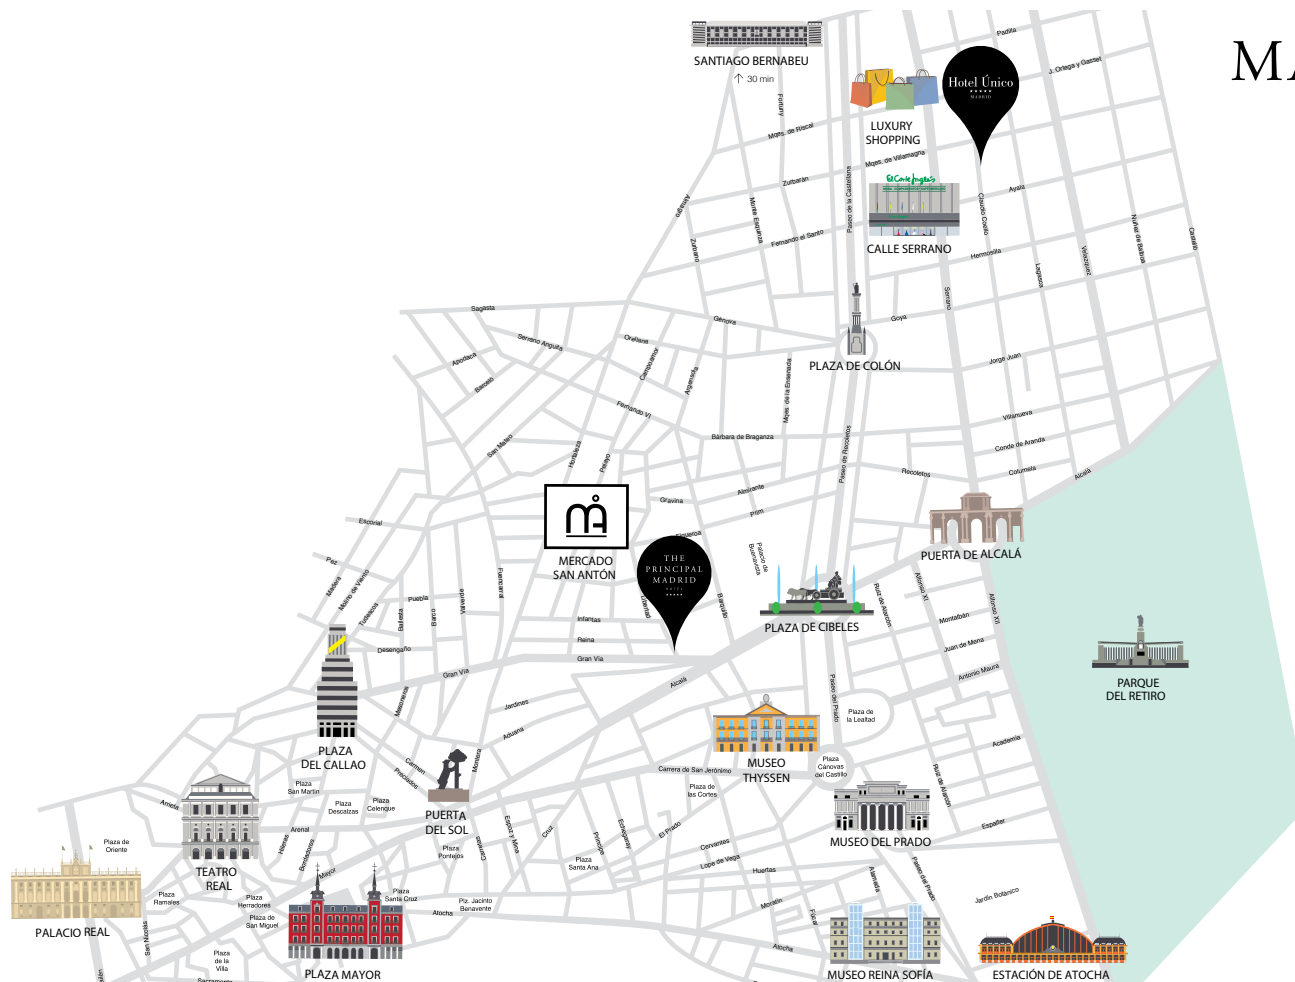 MA
SANTIAGO BERNABEU
↑ 30 min
LUXURY
SHOPPING
Hotel Único
★★★★★
MADRID
Padilla
J. Ortega y Gasset
Fortuny
Mqes. de Riscal
Mqes. de Villamagna
Zurbarán
Paseo de la Castellana
El Corte Inglés
CALLE SERRANO
Claudio Coello
Ayala
Almagro
Monte Esquinza
Fernando el Santo
Zurbano
Hermosilla
Lagasca
Velázquez
Núñez de Balboa
Castelló
Serrano
Goya
Sagasta
Génova
PLAZA DE COLÓN
Serrano Anguita
Orellana
Campoamor
Argensola
Apodaca
Barceló
Mqes. de la Ensenada
Jorge Juan
Fernando VI
Villanueva
Bárbara de Braganza
Conde de Aranda
Columela
Alcalá
San Mateo
Hortaleza
Pelayo
Paseo de Recoletos
Recoletos
Gravina
Almirante
Prim
Figueroa
MERCADO
SAN ANTÓN
THE
PRINCIPAL
MADRID
HOTEL
★★★★★
Palacio de
Buenavista
PUERTA DE ALCALÁ
Escorial
Pez
Madera
Molino de Viento
Tudescos
Puebla
Ballesta
Barco
Valverde
Fuencarral
Desengaño
Infantas
Reina
Gran Vía
Libertad
Barquillo
PLAZA DE CIBELES
Ruiz de Alarcón
Alfonso XI
Alfonso XII
Montalbán
Juan de Mena
Antonio Maura
PARQUE
DEL RETIRO
Gran Vía
Alcalá
Mesoneros
Jardines
Aduana
Paseo del Prado
Plaza de
la Lealtad
PLAZA
DEL CALLAO
Carmen
Preciados
Montera
MUSEO
THYSSEN
Carrera de San Jerónimo
Plaza
Cánovas
del Castillo
Academia
Ruiz de Alarcón
Plaza
San Martín
Plaza
Descalzas
Plaza
Celenque
PUERTA
DEL SOL
Plaza de
las Cortes
Arrieta
Arenal
Hileras
Bordadores
Mayor
Plaza
Pontejos
Carretas
Espoz y Mina
Cruz
Príncipe
Echegaray
El Prado
Cervantes
Lope de Vega
Huertas
MUSEO DEL PRADO
Espalter
Plaza de
Oriente
TEATRO
REAL
Plaza
Santa Ana
Alameda
Paseo del Prado
Jardín Botánico
Plaza
Ramales
Plaza
Herradores
Plaza de
San Miguel
Plaza
Santa Cruz
Plz. Jacinto
Benavente
Atocha
Moratín
Fúcar
Atocha
PALACIO REAL
San Nicolás
Plaza
de la
Villa
Sacramento
PLAZA MAYOR
MUSEO REINA SOFÍA
ESTACIÓN DE ATOCHA